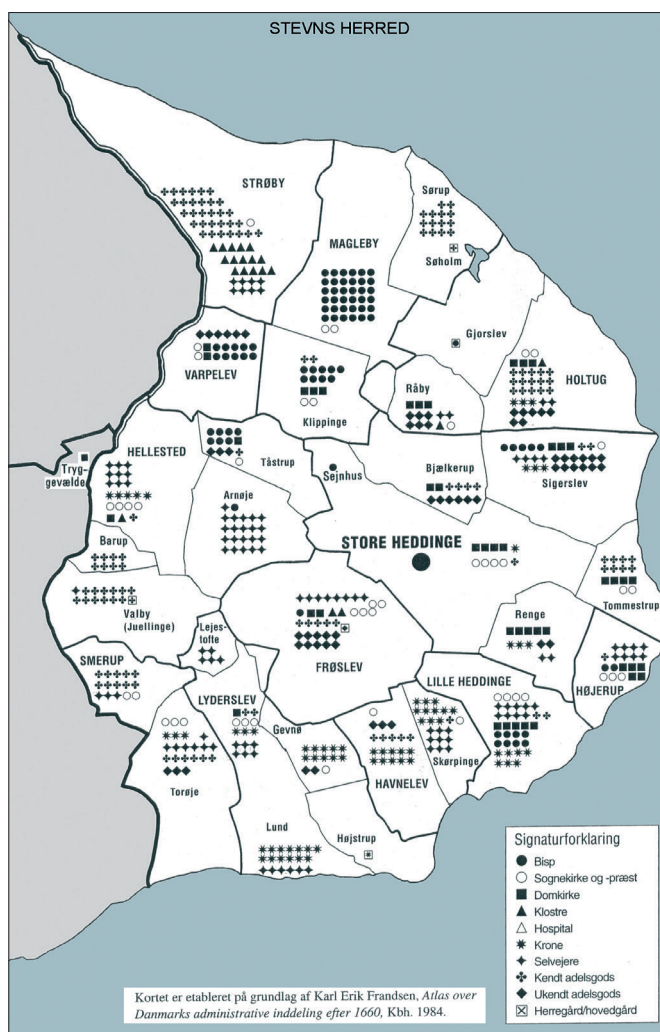 STEVNS HERRED
STRØBY
Sørup
MAGLEBY
Søholm
Gjorslev
VARPELEV
HOLTUG
Råby
Klippinge
HELLESTED
Tryg-
gevælde
Tåstrup
Sejnhus
Bjælkerup
Sigerslev
Arnøje
STORE HEDDINGE
Barup
Valby
(Juellinge)
Tommestrup
Lejes-
tofte
Renge
FRØSLEV
SMERUP
LILLE HEDDINGE
HØJERUP
LYDERSLEV
Gevnø
Skørpinge
HAVNELEV
Torøje
Lund
Højstrup
Signaturforklaring
Bisp
Sognekirke og -præst
Domkirke
Klostre
Hospital
Krone
Selvejere
Kendt adelsgods
Ukendt adelsgods
Herregård/hovedgård
Kortet er etableret på grundlag af Karl Erik Frandsen, Atlas over
Danmarks administrative inddeling efter 1660, Kbh. 1984.